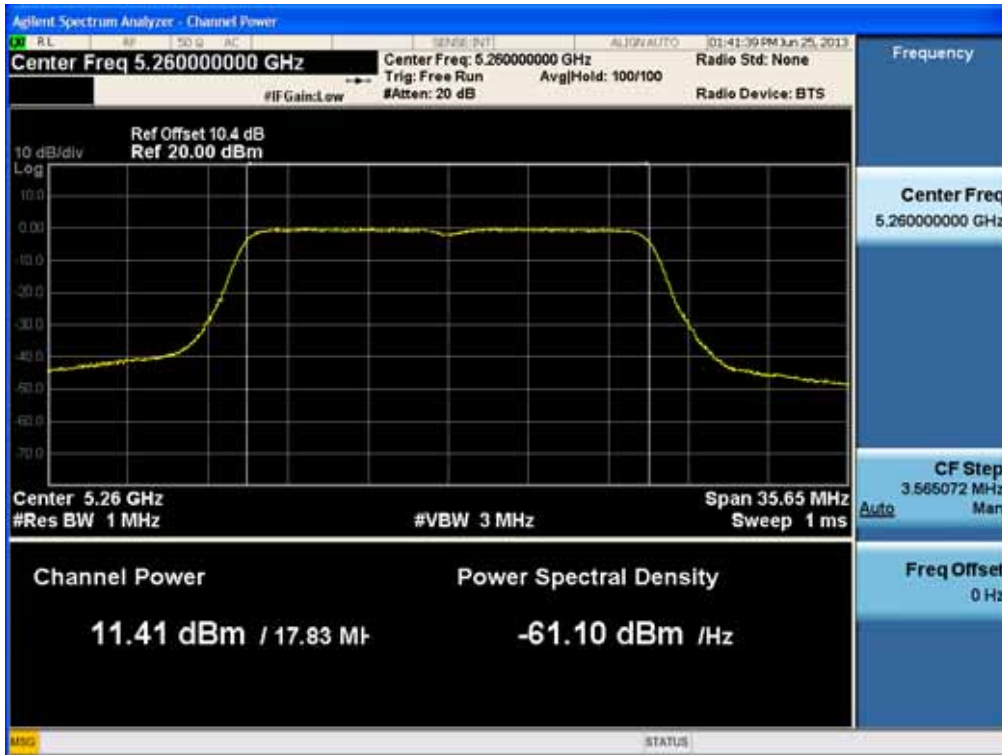 Agilent Spectrum Analyzer - Channel Power
RL RF 50 Ω AC SENSE:INT ALIGN AUTO 01:41:39 PM Jun 25, 2013
Center Freq 5.260000000 GHz
Center Freq: 5.260000000 GHz
Radio Std: None
Trig: Free Run
Avg|Hold: 100/100
#IFGain:Low
#Atten: 20 dB
Radio Device: BTS
Ref Offset 10.4 dB
10 dB/div Ref 20.00 dBm
Log
10.0
0.00
-10.0
-20.0
-30.0
-40.0
-50.0
-60.0
-70.0
Center 5.26 GHz
Span 35.65 MHz
#Res BW 1 MHz
#VBW 3 MHz
Sweep 1 ms
Channel Power
Power Spectral Density
11.41 dBm / 17.83 MH
-61.10 dBm /Hz
Frequency
Center Freq
5.260000000 GHz
CF Step
3.565072 MHz
Auto Man
Freq Offset
0 Hz
MSG
STATUS